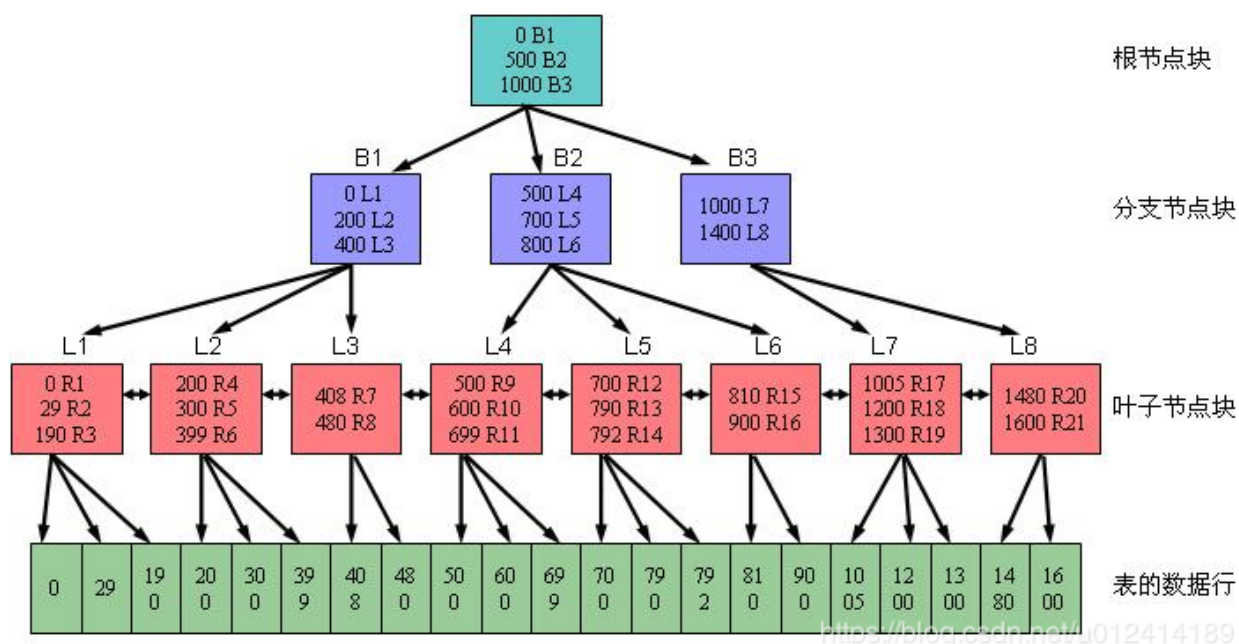 0 B1
500 B2
1000 B3
根节点块
B1
B2
B3
0 L1
200 L2
400 L3
500 L4
700 L5
800 L6
1000 L7
1400 L8
分支节点块
L1
L2
L3
L4
L5
L6
L7
L8
0 R1
29 R2
190 R3
200 R4
300 R5
399 R6
408 R7
480 R8
500 R9
600 R10
699 R11
700 R12
790 R13
792 R14
810 R15
900 R16
1005 R17
1200 R18
1300 R19
1480 R20
1600 R21
叶子节点块
0
29
19
0
20
0
30
0
39
9
40
8
48
0
50
0
60
0
69
9
70
0
79
0
79
2
81
0
90
0
10
05
12
00
13
00
14
80
16
00
表的数据行
https://blog.csdn.net/u012414189